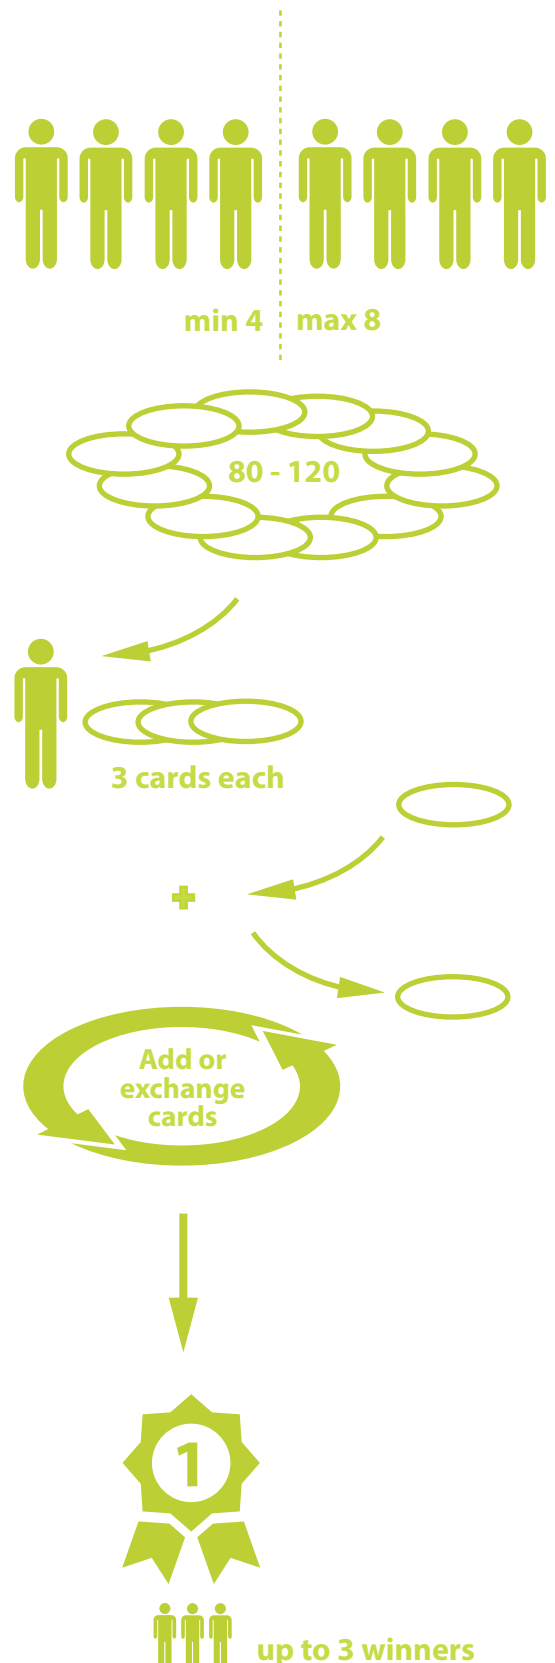 min 4
max 8
80 - 120
3 cards each
Add or
exchange
cards
1
up to 3 winners